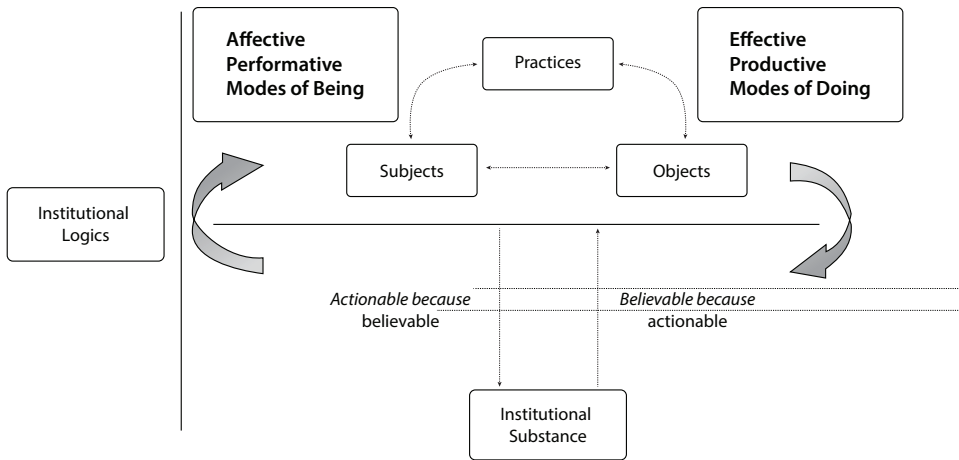 Affective
Performative
Modes of Being
Practices
Effective
Productive
Modes of Doing
Subjects
Objects
Institutional
Logics
Actionable because
believable
Believable because
actionable
Institutional
Substance